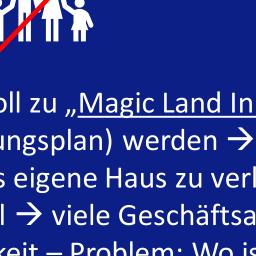 oll zu „Magic Land In
ungsplan) werden →
s eigene Haus zu verl
l → viele Geschäftsa
keit – Problem: Wo is